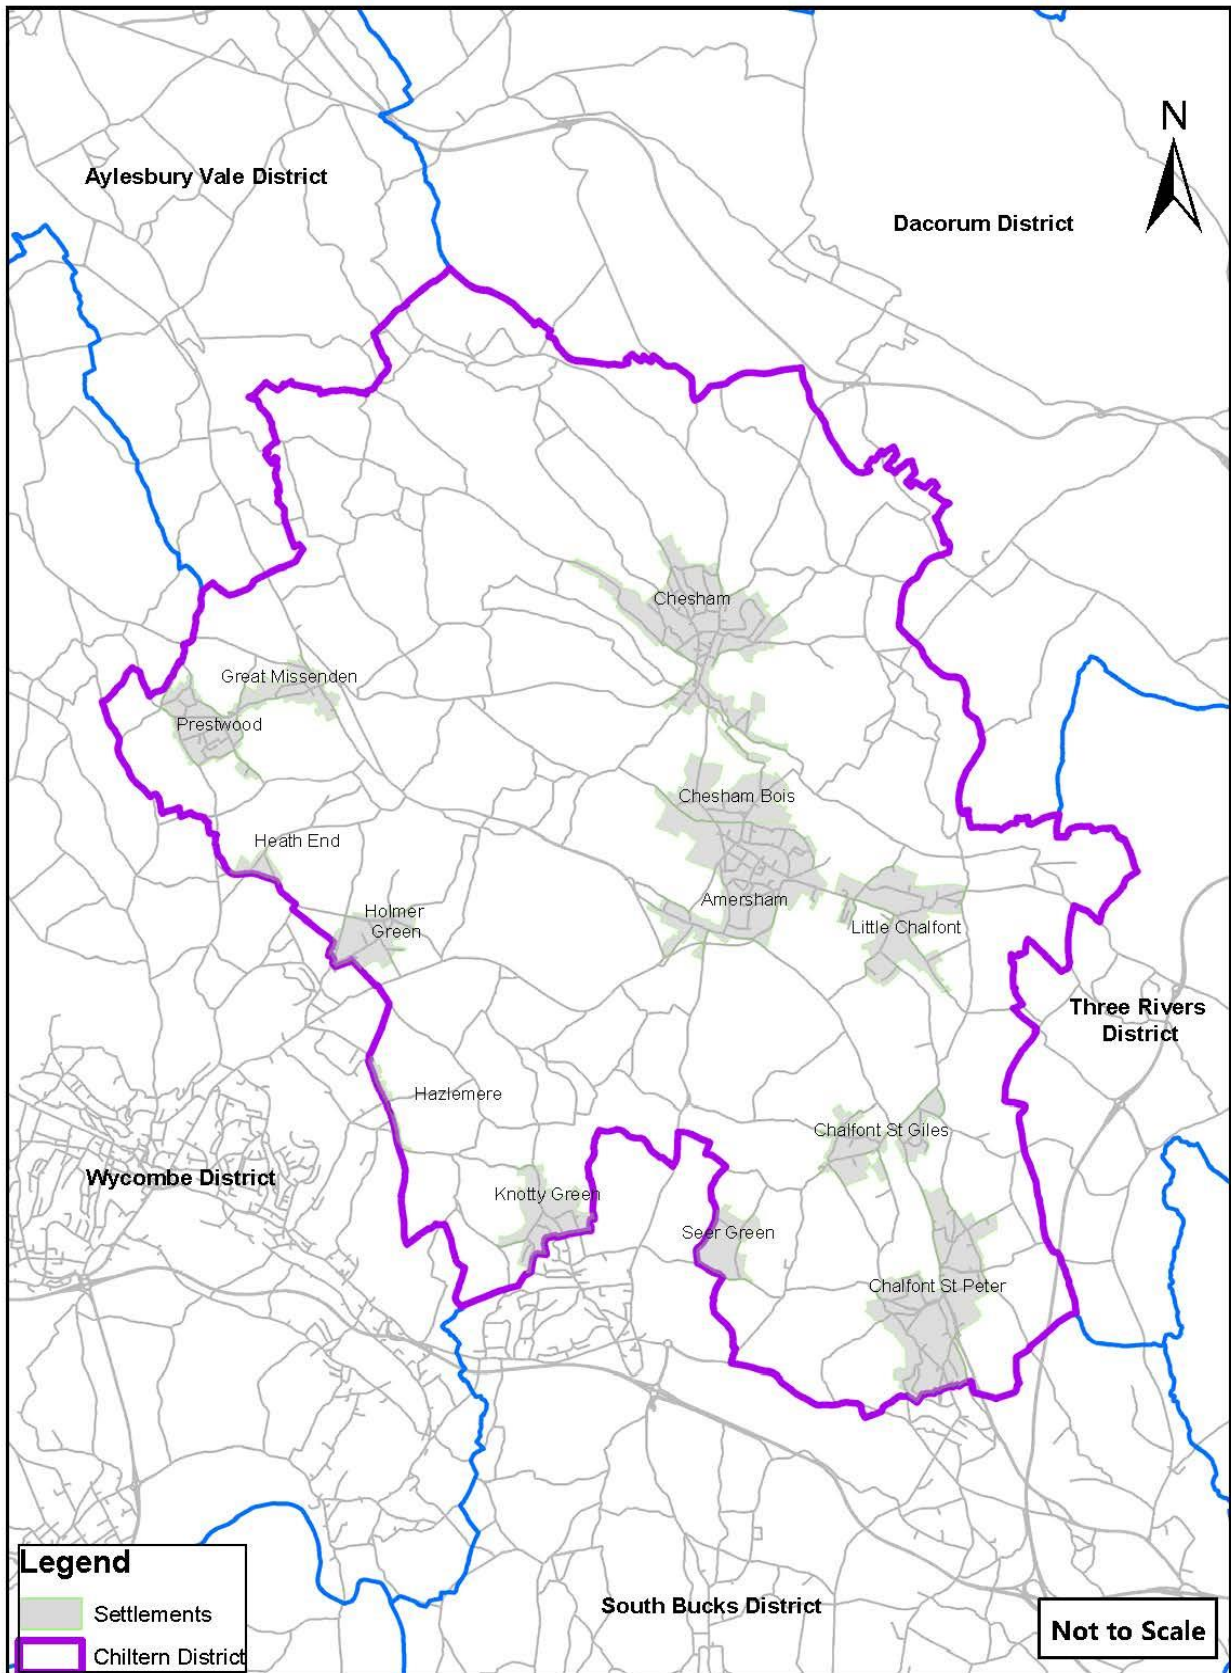 N
Aylesbury Vale District
Dacorum District
Chesham
Great Missenden
Prestwood
Chesham Bois
Heath End
Amersham
Holmer
Green
Little Chalfont
Three Rivers
District
Hazlemere
Chalfont St Giles
Wycombe District
Knotty Green
Seer Green
Chalfont St Peter
Legend
Settlements
Chiltern District
South Bucks District
Not to Scale